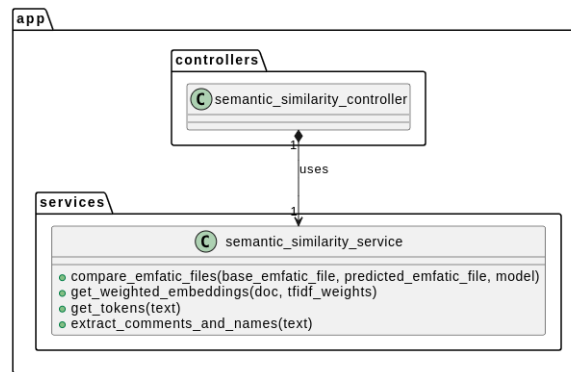 app
controllers
C semantic_similarity_controller
1
uses
1
services
C semantic_similarity_service
compare_emfatic_files(base_emfatic_file, predicted_emfatic_file, model)
get_weighted_embeddings(doc, tfidf_weights)
get_tokens(text)
extract_comments_and_names(text)